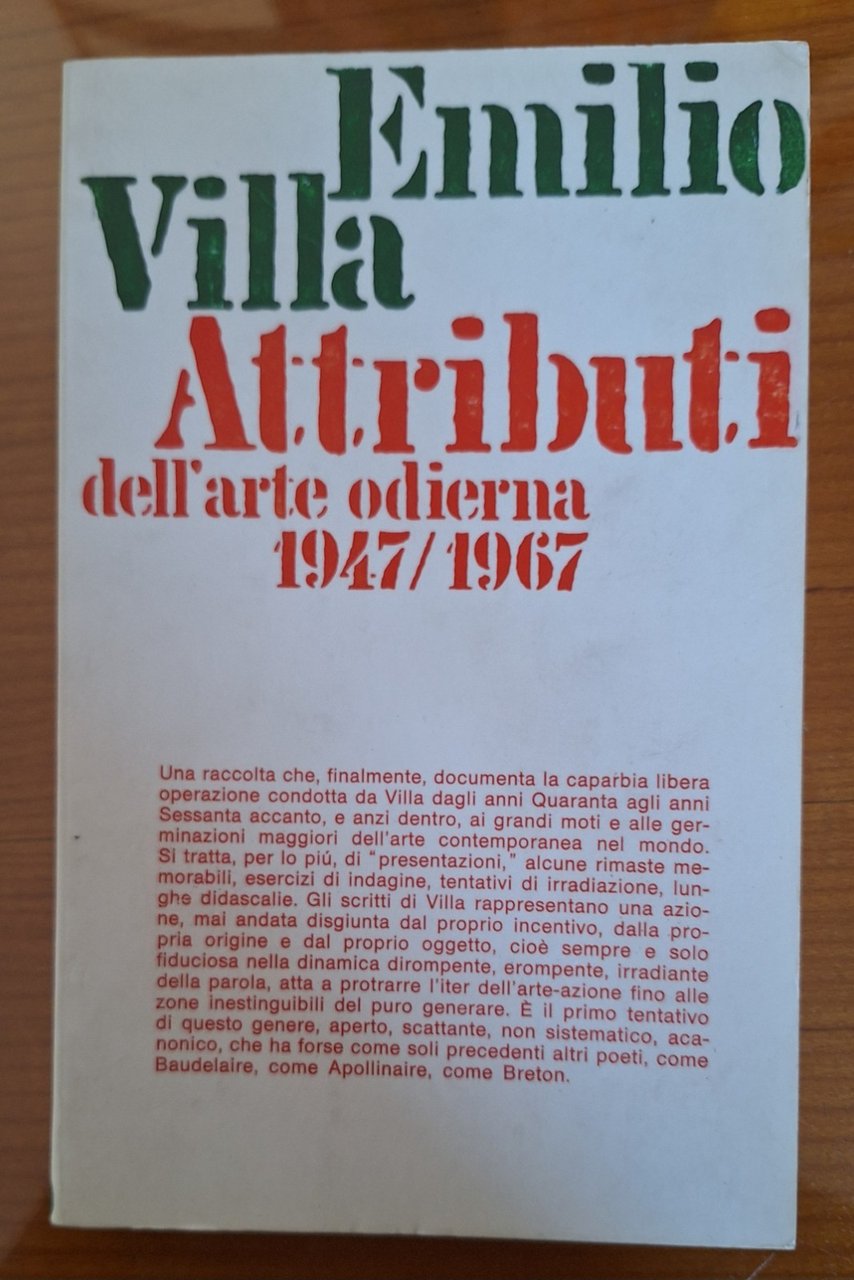 Emilio
Villa
Attributi
dell'arte odierna
1947/1967
Una raccolta che, finalmente, documenta la caparbia libera
operazione condotta da Villa dagli anni Quaranta agli anni
Sessanta accanto, e anzi dentro, ai grandi moti e alle ger-
minazioni maggiori dell'arte contemporanea nel mondo.
Si tratta, per lo piú, di "presentazioni," alcune rimaste me-
morabili, esercizi di indagine, tentativi di irradiazione, lun-
ghe didascalie. Gli scritti di Villa rappresentano una azio-
ne, mai andata disgiunta dal proprio incentivo, dalla pro-
pria origine e dal proprio oggetto, cioè sempre e solo
fiduciosa nella dinamica dirompente, erompente, irradiante
della parola, atta a protrarre l'iter dell'arte-azione fino alle
zone inestinguibili del puro generare. È il primo tentativo
di questo genere, aperto, scattante, non sistematico, aca-
nonico, che ha forse come soli precedenti altri poeti, come
Baudelaire, come Apollinaire, come Breton.